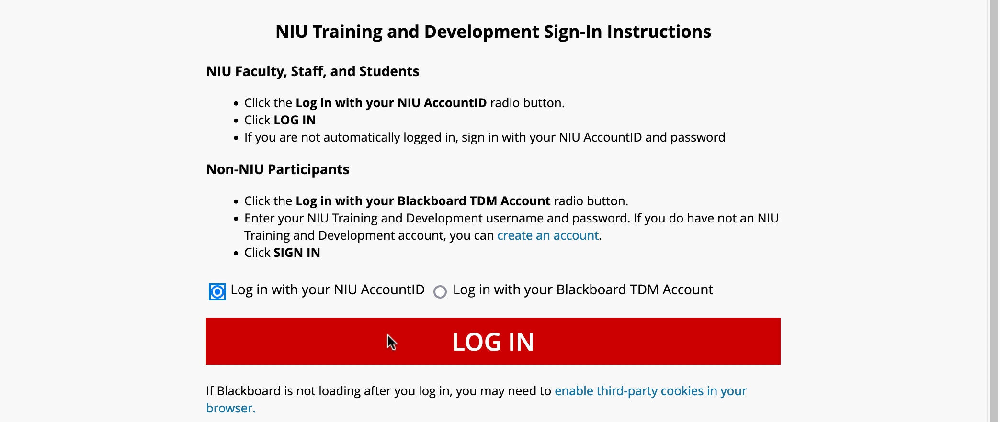 NIU Training and Development Sign-In Instructions
NIU Faculty, Staff, and Students
• Click the Log in with your NIU AccountID radio button.
• Click LOG IN
• If you are not automatically logged in, sign in with your NIU AccountID and password
Non-NIU Participants
• Click the Log in with your Blackboard TDM Account radio button.
• Enter your NIU Training and Development username and password. If you do have not an NIU
Training and Development account, you can create an account.
• Click SIGN IN
Log in with your NIU AccountID Log in with your Blackboard TDM Account
LOG IN
If Blackboard is not loading after you log in, you may need to enable third-party cookies in your
browser.